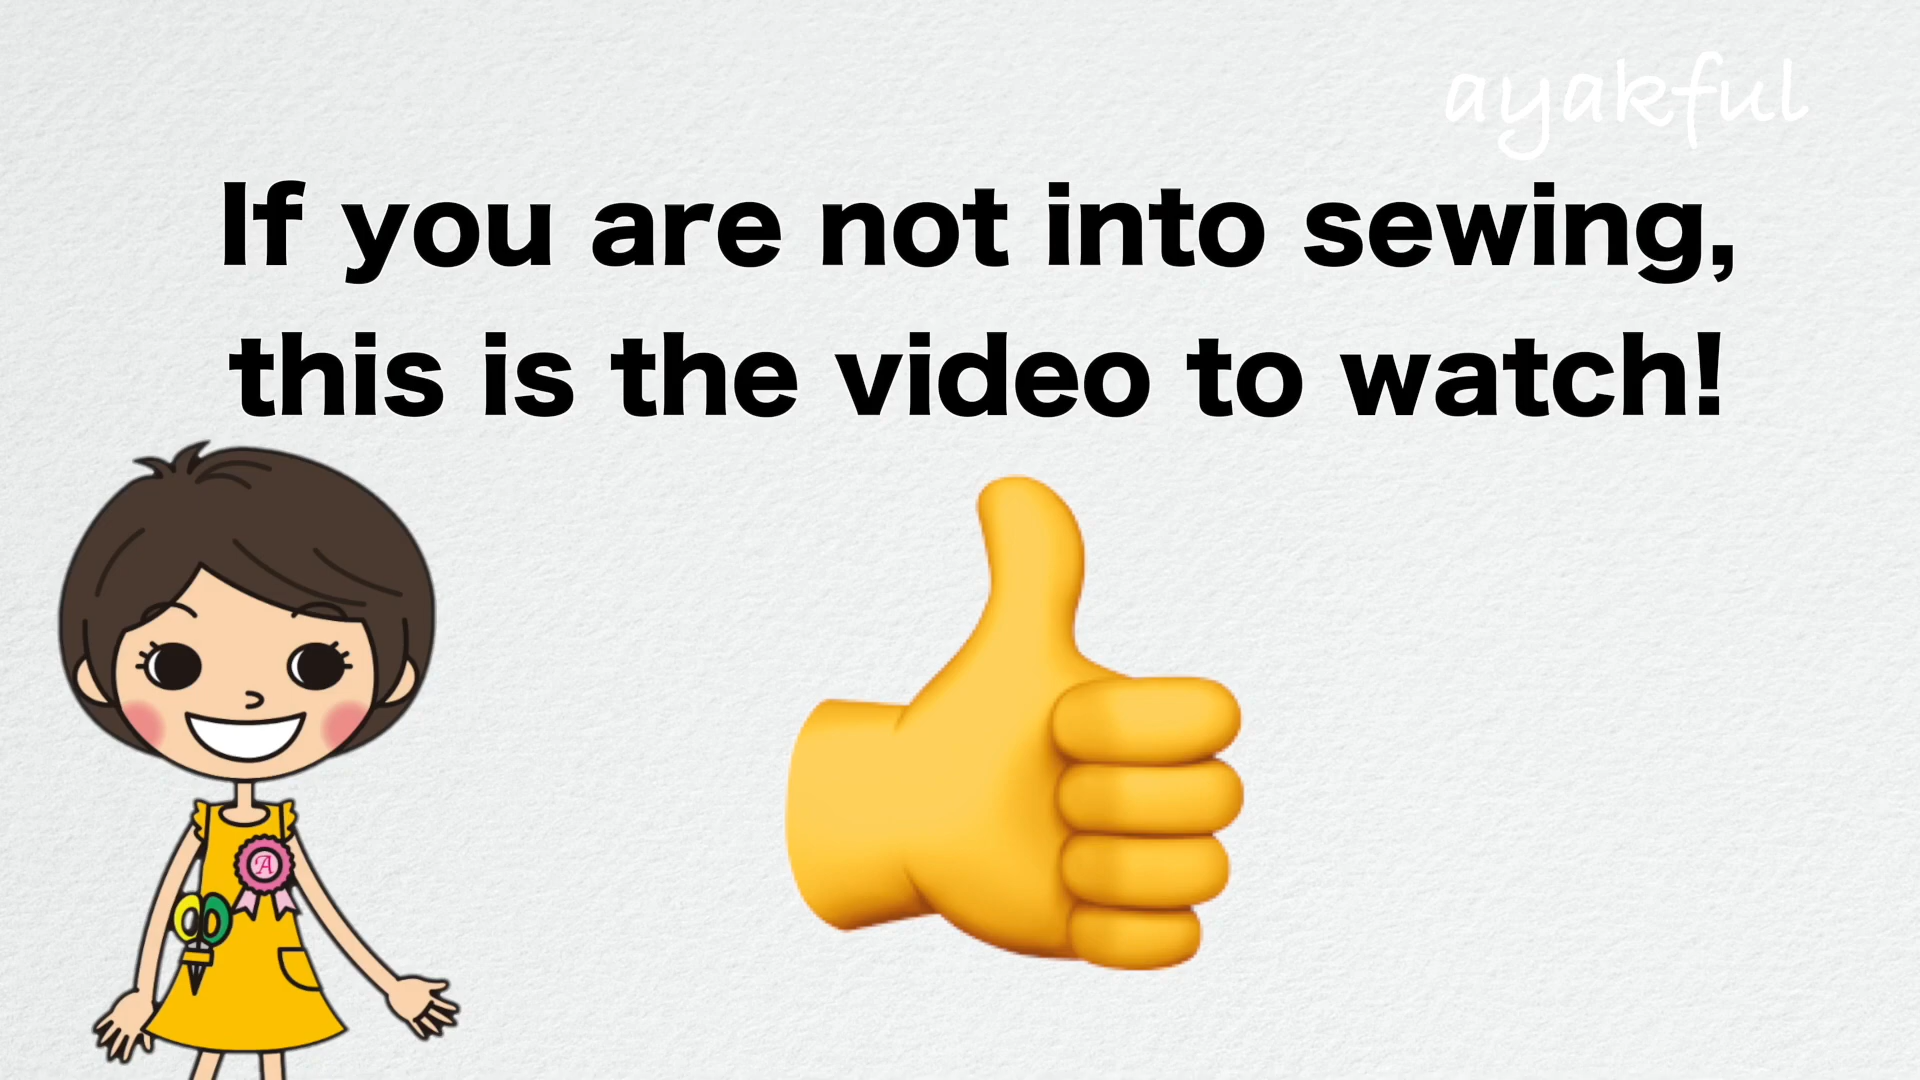 ayakful
If you are not into sewing,
this is the video to watch!
A